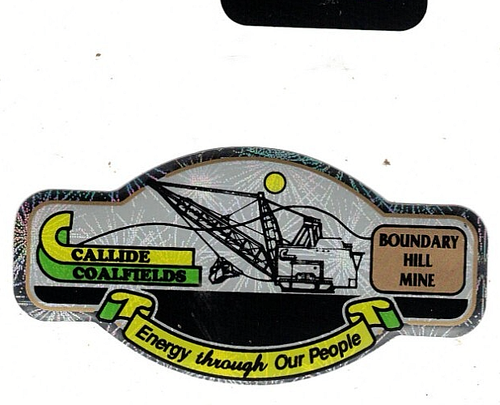 CALLIDE
COALFIELDS
BOUNDARY
HILL
MINE
Energy through Our People